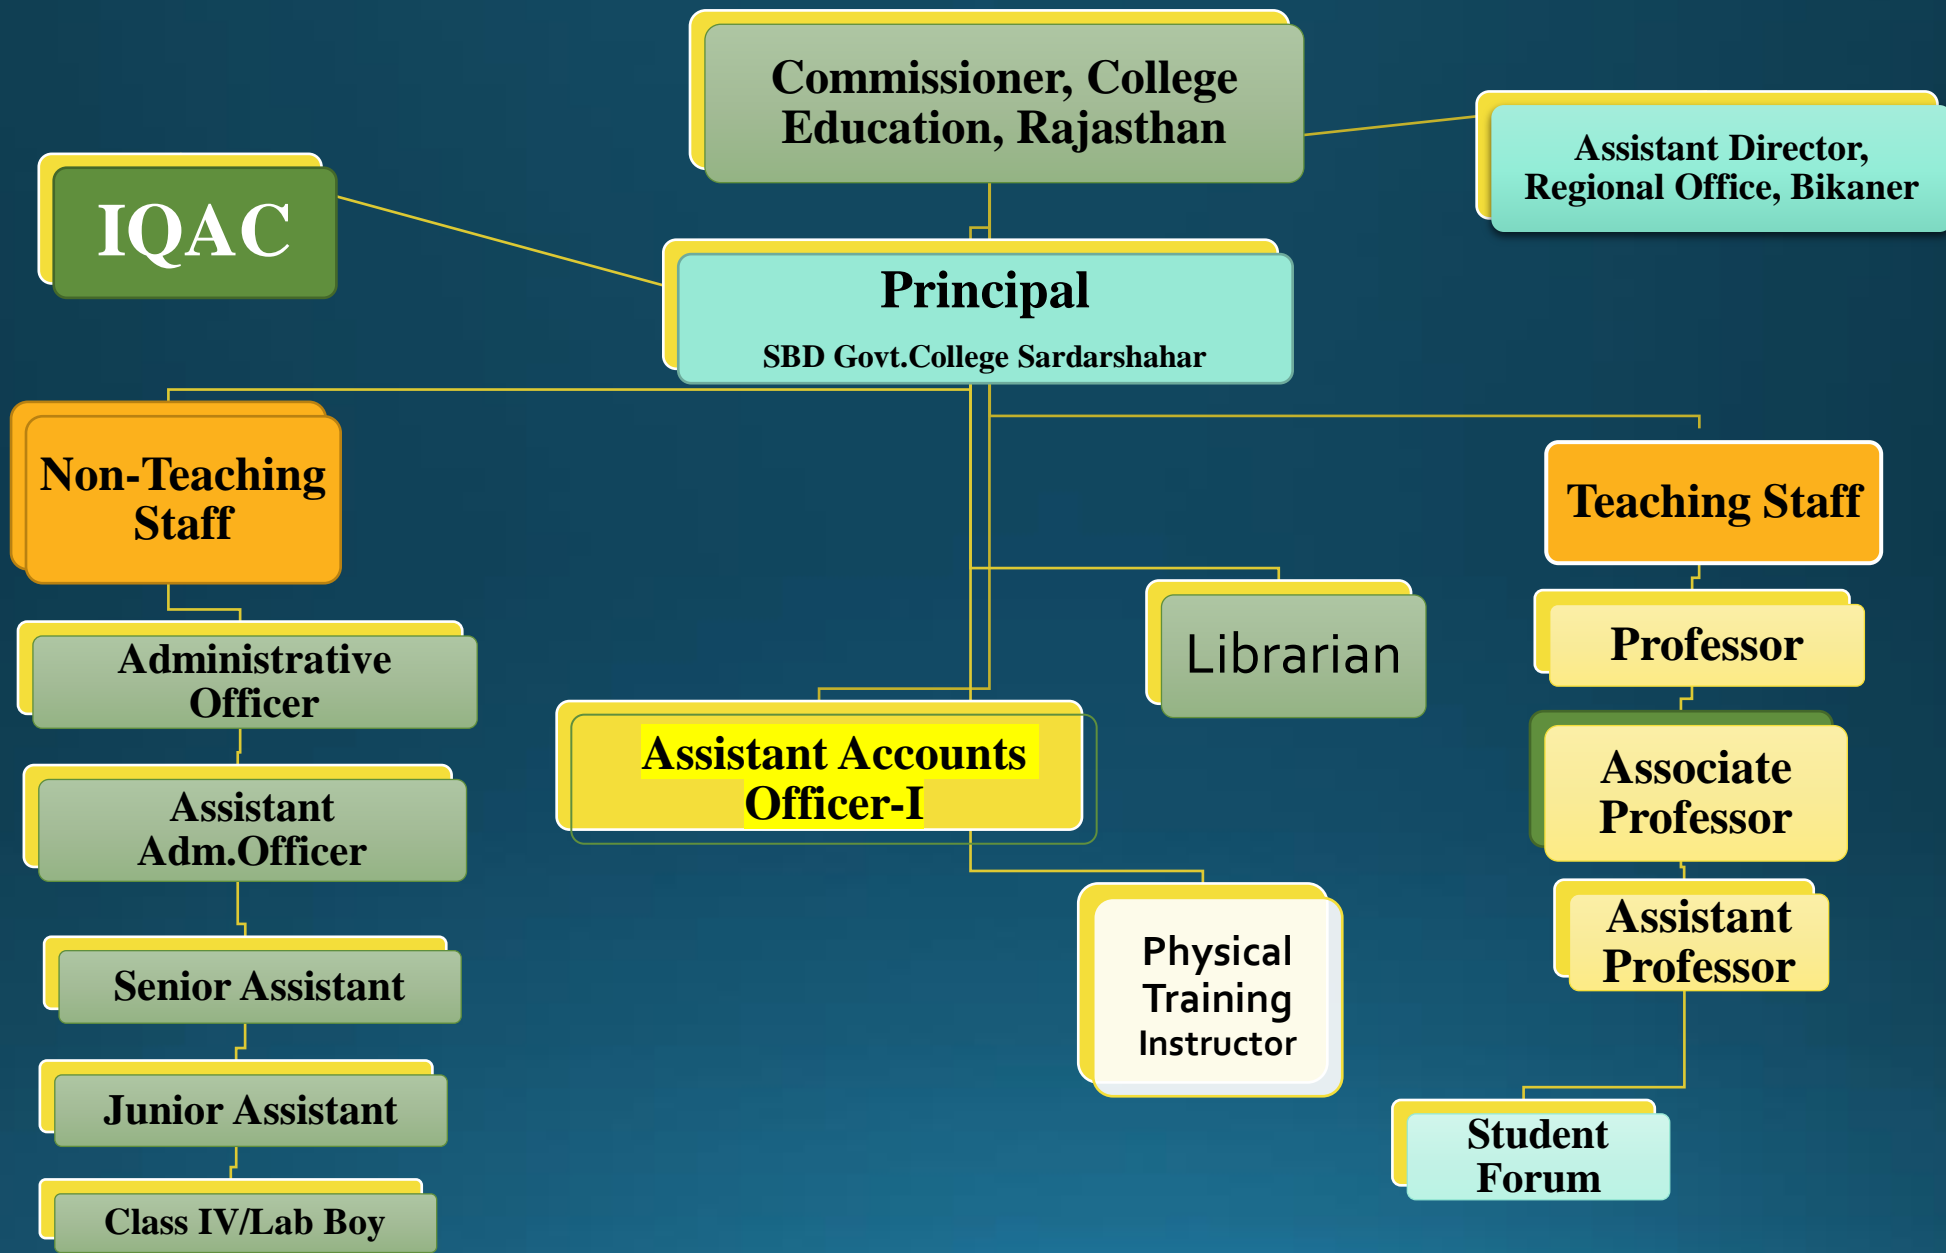 Commissioner, College
Education, Rajasthan
Assistant Director,
Regional Office, Bikaner
IQAC
Principal
SBD Govt.College Sardarshahar
Non-Teaching
Staff
Teaching Staff
Administrative
Officer
Assistant
Adm.Officer
Senior Assistant
Junior Assistant
Class IV/Lab Boy
Assistant Accounts
Officer-I
Librarian
Physical
Training
Instructor
Professor
Associate
Professor
Assistant
Professor
Student
Forum